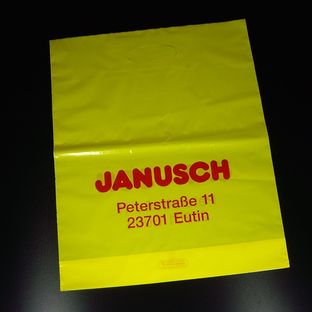 JANUSCH
Peterstraße 11
23701 Eutin